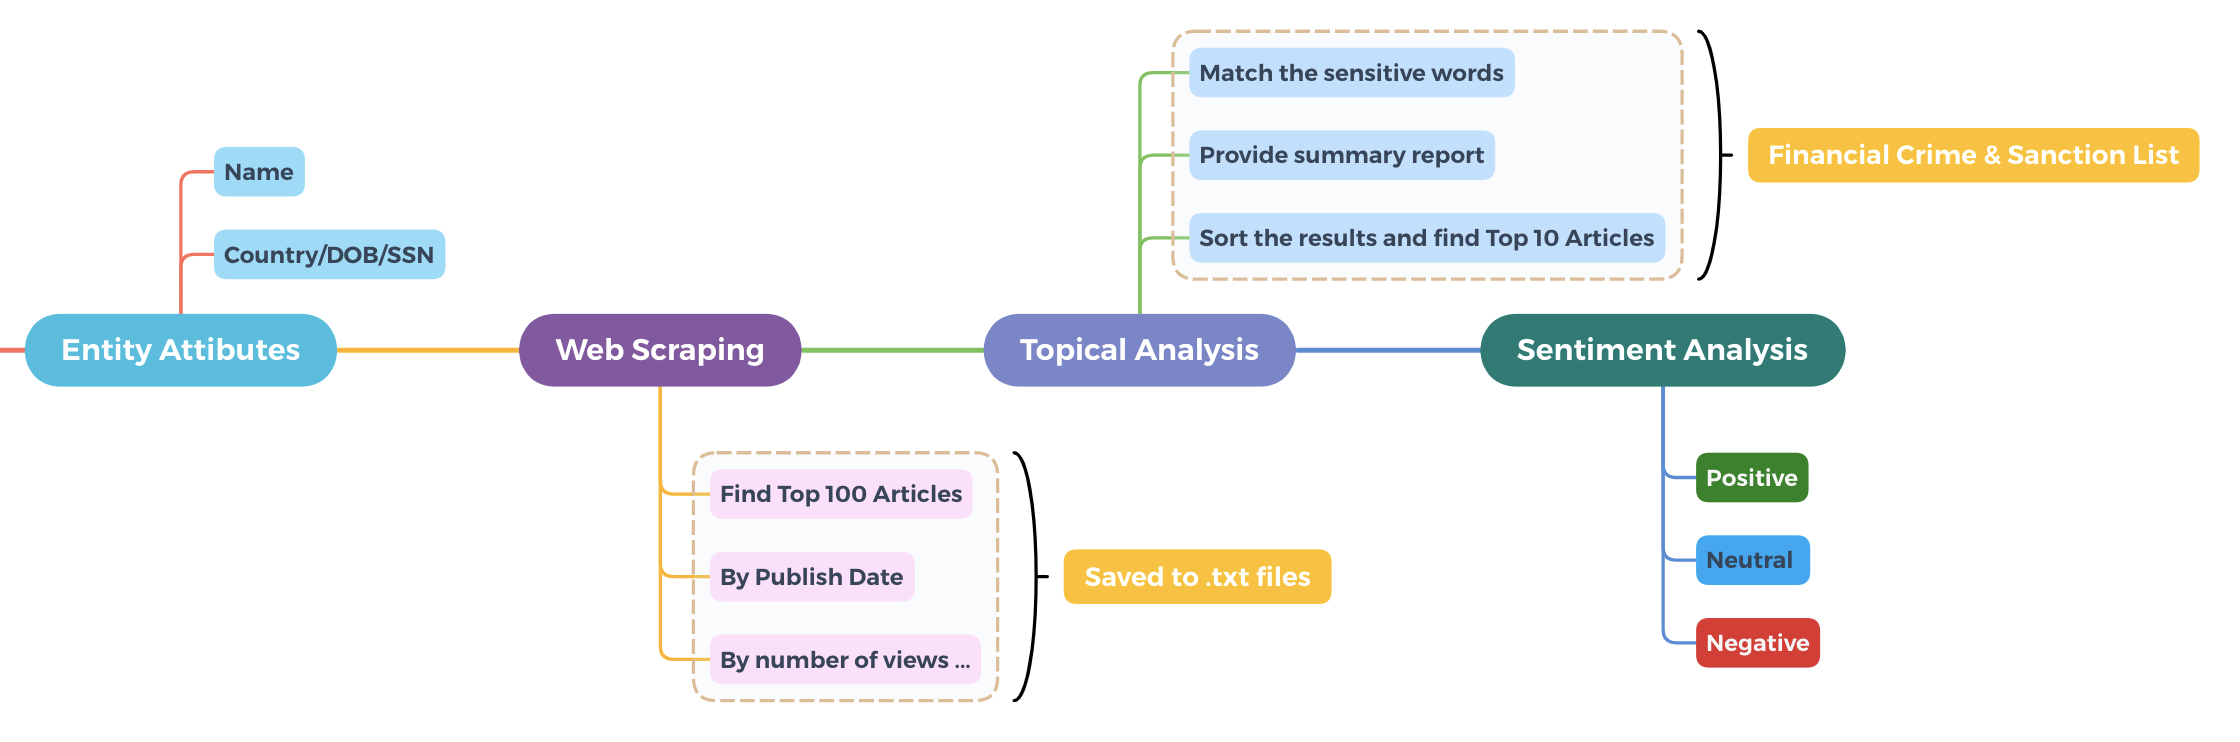 Match the sensitive words
Provide summary report
Sort the results and find Top 10 Articles
Financial Crime & Sanction List
Name
Country/DOB/SSN
Entity Attibutes
Web Scraping
Topical Analysis
Sentiment Analysis
Find Top 100 Articles
By Publish Date
By number of views ...
Saved to .txt files
Positive
Neutral
Negative